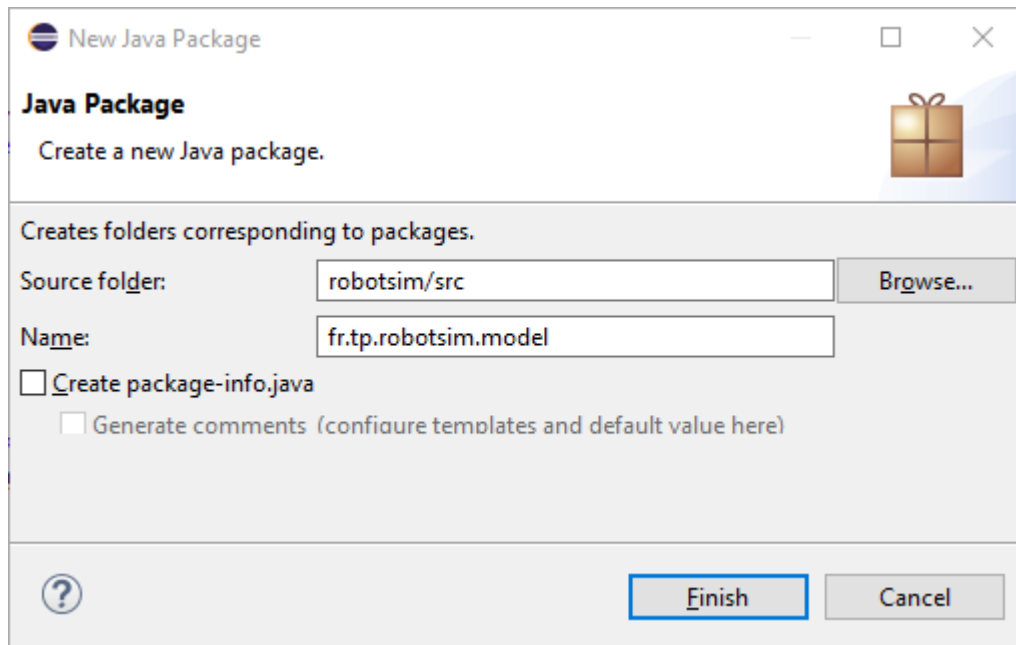 New Java Package
Java Package
Create a new Java package.
Creates folders corresponding to packages.
Source folder: robotsim/src Browse...
Name: fr.tp.robotsim.model
Create package-info.java
Generate comments (configure templates and default value here)
?
Finish Cancel